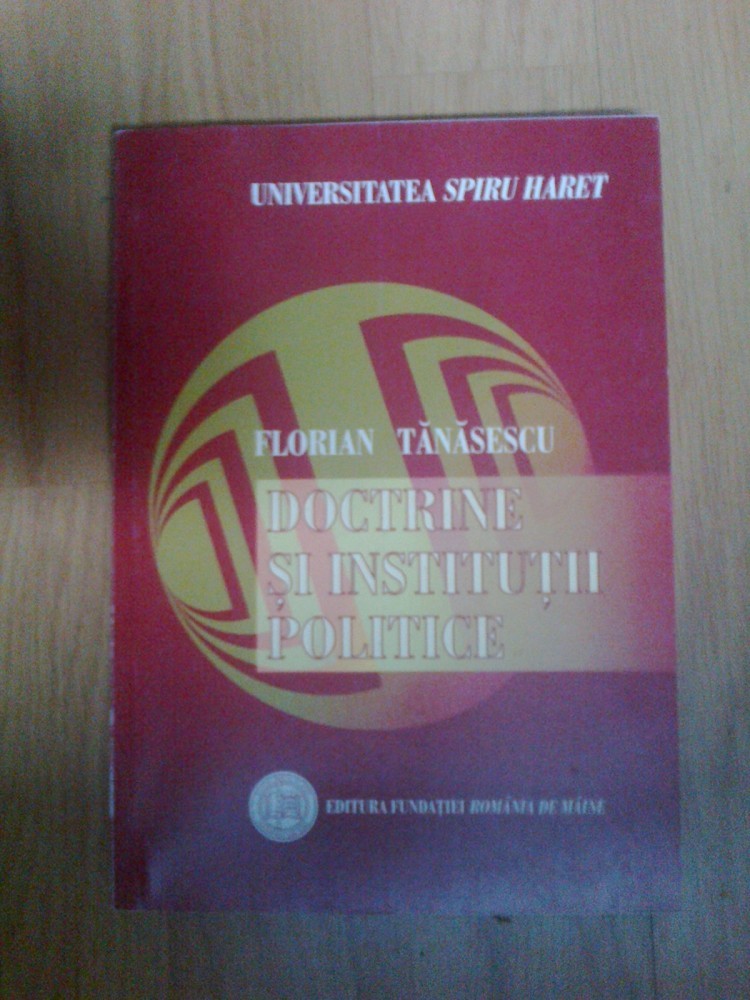 UNIVERSITATEA SPIRU HARET
FLORIAN TĂNĂSESCU
DOCTRINE
ȘI INSTITUȚII
POLITICE
EDITURA FUNDAȚIEI ROMÂNIA DE MÂINE